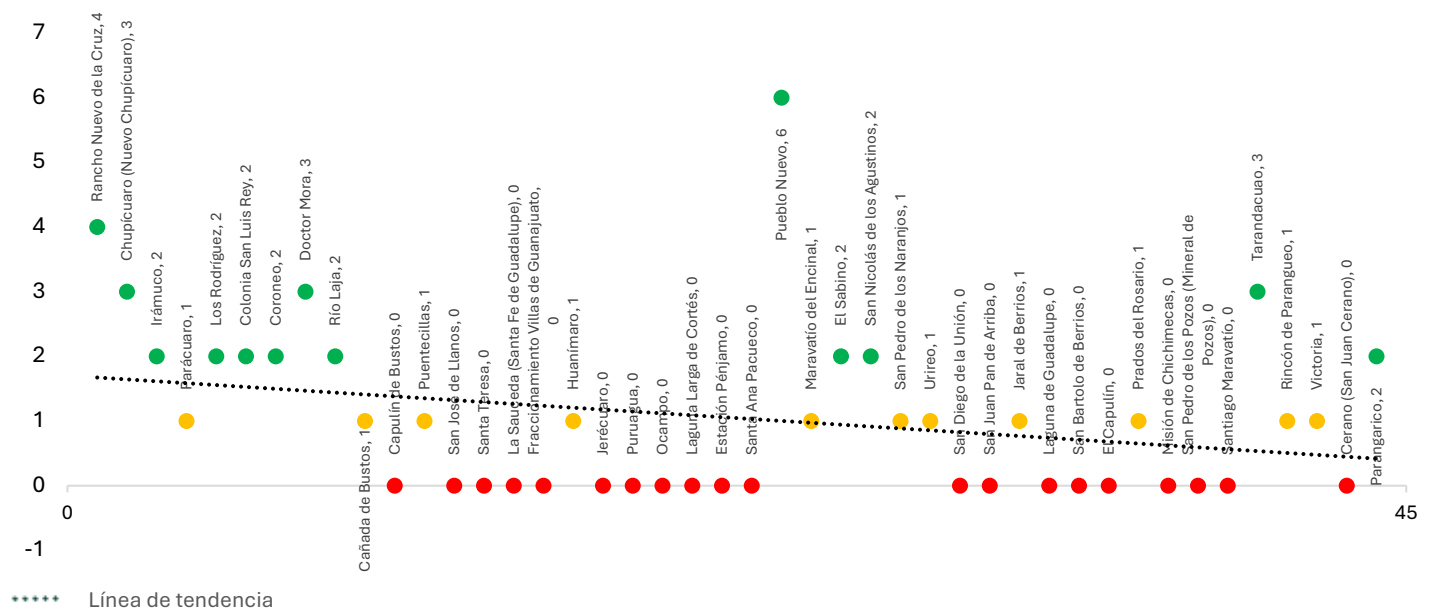 7
6
5
4
3
2
1
0
-1
0
45
Rancho Nuevo de la Cruz, 4
Chupícuaro (Nuevo Chupícuaro), 3
Irámuco, 2
Parácuaro, 1
Los Rodríguez, 2
Colonia San Luis Rey, 2
Coroneo, 2
Doctor Mora, 3
Río Laja, 2
Cañada de Bustos, 1
Capulín de Bustos, 0
Puentecillas, 1
San José de Llanos, 0
Santa Teresa, 0
La Sauceda (Santa Fe de Guadalupe), 0
Fraccionamiento Villas de Guanajuato,
0
Huanímaro, 1
Jerécuaro, 0
Puruagua, 0
Ocampo, 0
Laguna Larga de Cortés, 0
Estación Pénjamo, 0
Santa Ana Pacueco, 0
Pueblo Nuevo, 6
Maravatío del Encinal, 1
El Sabino, 2
San Nicolás de los Agustinos, 2
San Pedro de los Naranjos, 1
Urireo, 1
San Diego de la Unión, 0
San Juan Pan de Arriba, 0
Jaral de Berrios, 1
Laguna de Guadalupe, 0
San Bartolo de Berrios, 0
El Capulín, 0
Prados del Rosario, 1
Misión de Chichimecas, 0
San Pedro de los Pozos (Mineral de
Pozos), 0
Santiago Maravatío, 0
Tarandacuao, 3
Rincón de Parangueo, 1
Victoria, 1
Cerano (San Juan Cerano), 0
Parangarico, 2
Línea de tendencia